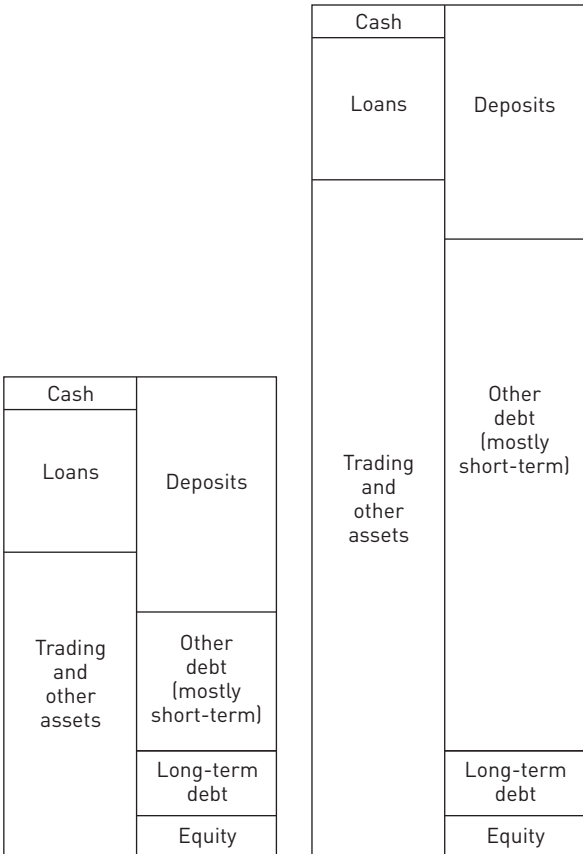 Cash
Loans
Trading
and
other
assets
Deposits
Other
debt
(mostly
short-term)
Long-term
debt
Equity
Cash
Loans
Trading
and
other
assets
Deposits
Other
debt
(mostly
short-term)
Long-term
debt
Equity